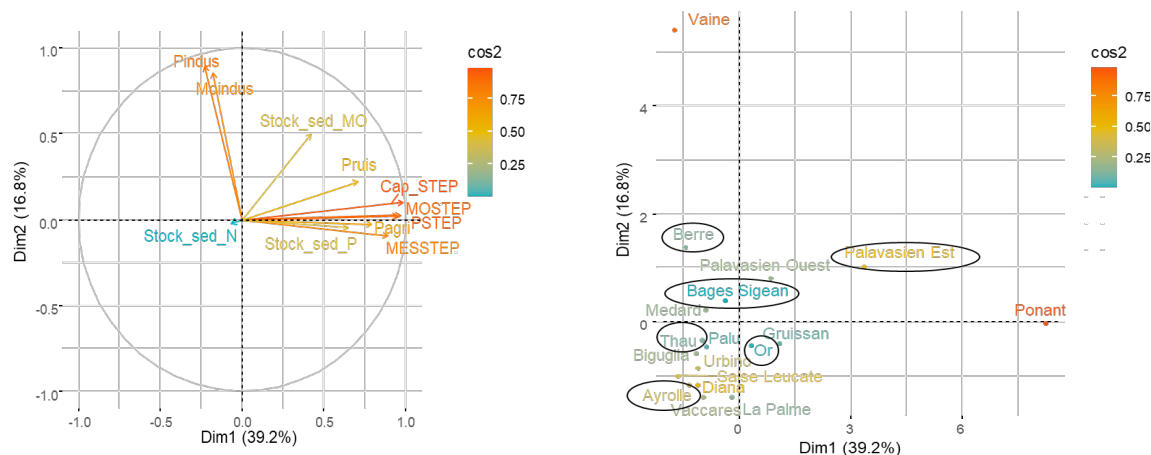 cos2
0.75
0.50
0.25
1.0
0.5
0.0
-0.5
-1.0
Dim2 (16.8%)
Pindus
Moindus
Stock_sed_MO
Pruis
Cap_STEP
MOSTEP
PSTEP
Pagri
MESSTEP
Stock_sed_P
Stock_sed_N
-1.0
-0.5
0.0
0.5
1.0
Dim1 (39.2%)
cos2
0.75
0.50
0.25
4
2
0
Dim2 (16.8%)
Vaine
Berre
Palavasien Est
Palavasien Ouest
Bages Sigean
Medard
Ponant
Thau
Palu
Gruissan
Or
Biguglia
Urbino
Salse Leucate
Diana
Ayrolle
Vaccares
La Palme
0
3
6
Dim1 (39.2%)